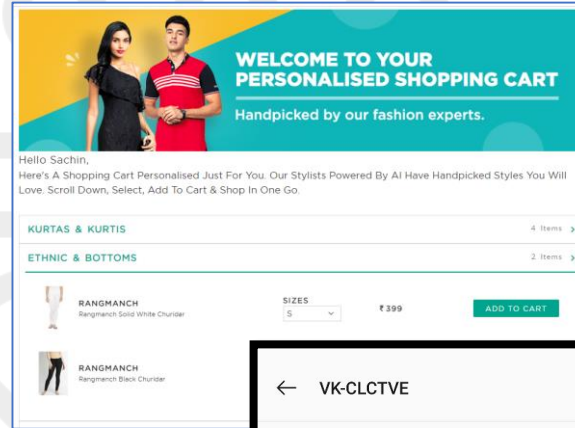 WELCOME TO YOUR
PERSONALISED SHOPPING CART
Handpicked by our fashion experts.
Hello Sachin,
Here's A Shopping Cart Personalised Just For You. Our Stylists Powered By AI Have Handpicked Styles You Will
Love. Scroll Down, Select, Add To Cart & Shop In One Go.
KURTAS & KURTIS 4 Items >
ETHNIC & BOTTOMS 2 Items >
RANGMANCH
Rangmanch Solid White Churidar
SIZES
S
₹399
ADD TO CART
RANGMANCH
Rangmanch Black Churidar
← VK-CLCTVE